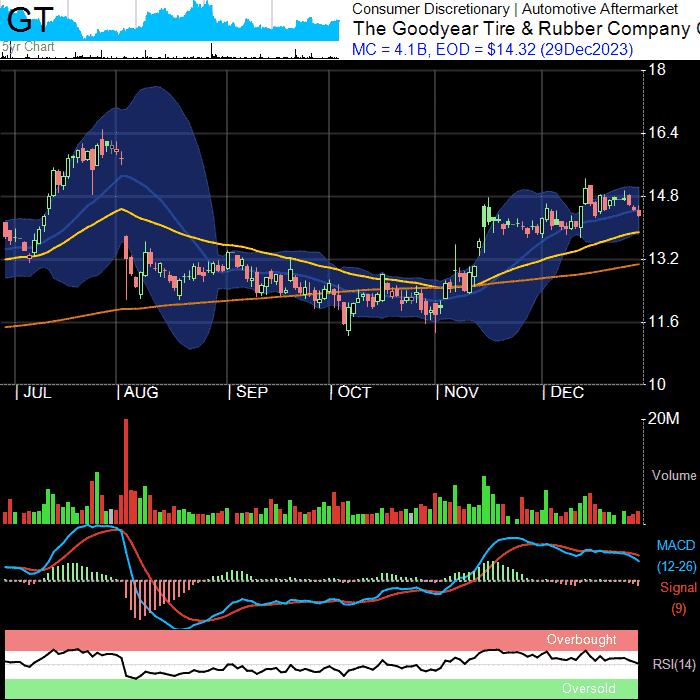 GT
5yr Chart
Consumer Discretionary | Automotive Aftermarket
The Goodyear Tire & Rubber Company
MC = 4.1B, EOD = $14.32 (29Dec2023)
18
16.4
14.8
13.2
11.6
10
|JUL |AUG |SEP |OCT |NOV |DEC
20M
Volume
MACD
(12-26)
Signal
(9)
Overbought
RSI(14)
Oversold